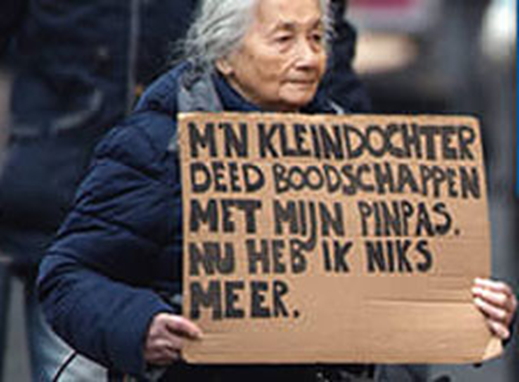 M'N KLEINDOCHTER
DEED BOODSCHAPPEN
MET MIJN PINPAS.
NU HEB IK NIKS
MEER.